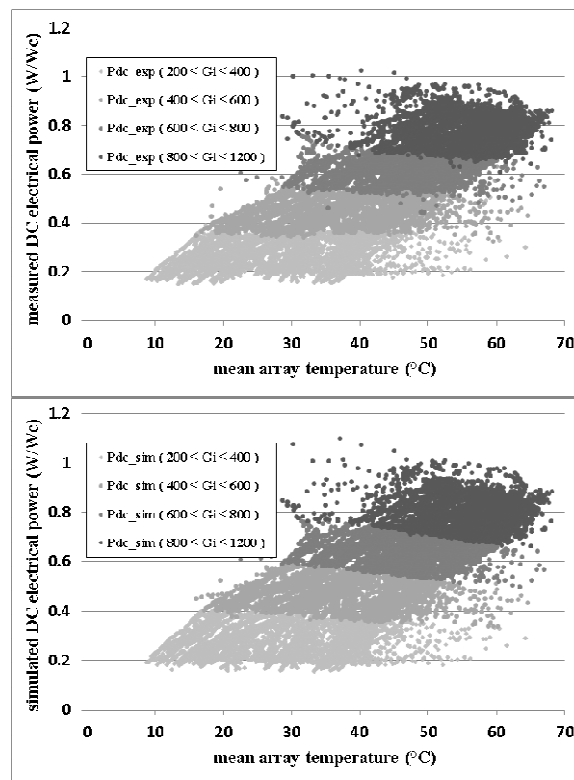 1.2
1
0.8
0.6
0.4
0.2
0
measured DC electrical power (W/Wc)
Pdc_exp ( 200 < Gi < 400 )
Pdc_exp ( 400 < Gi < 600 )
Pdc_exp ( 600 < Gi < 800 )
Pdc_exp ( 800 < Gi < 1200 )
0 10 20 30 40 50 60 70
mean array temperature (°C)
1.2
1
0.8
0.6
0.4
0.2
0
simulated DC electrical power (W/Wc)
Pdc_sim ( 200 < Gi < 400 )
Pdc_sim ( 400 < Gi < 600 )
Pdc_sim ( 600 < Gi < 800 )
Pdc_sim ( 800 < Gi < 1200 )
0 10 20 30 40 50 60 70
mean array temperature (°C)